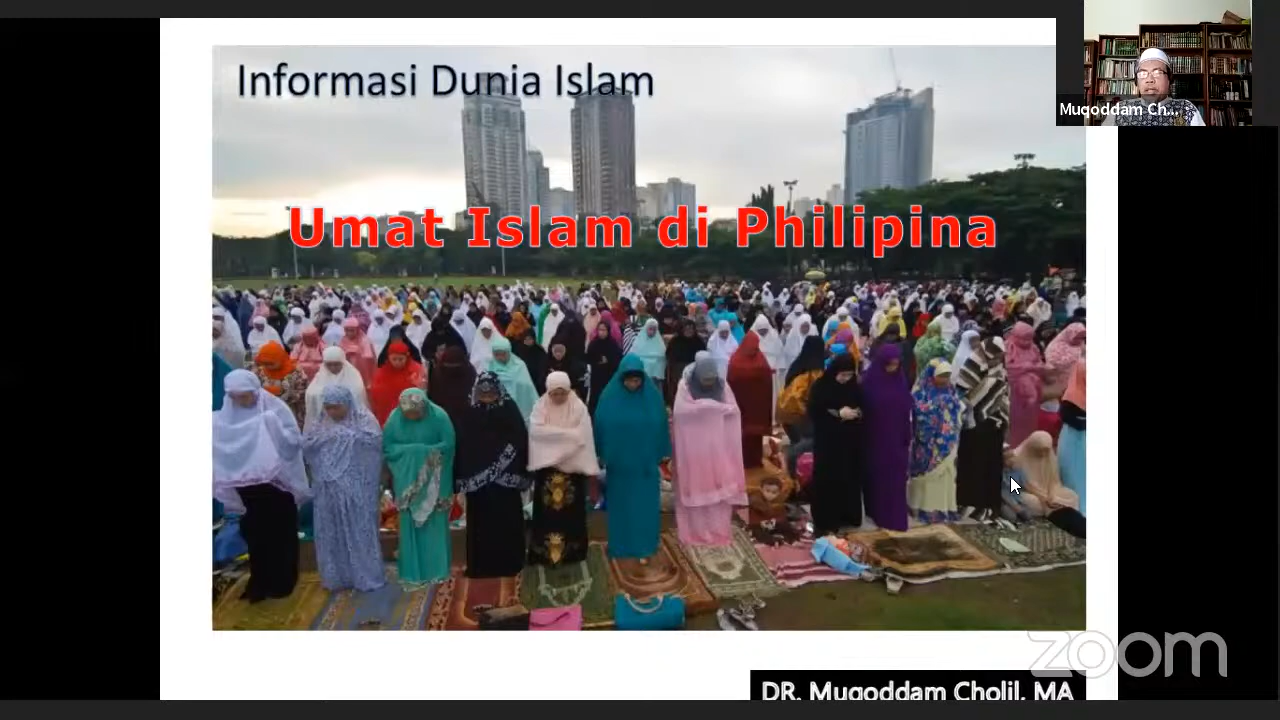 Informasi Dunia Islam
Umat Islam di Philipina
Muqoddam Ch...
zoom
DR. Muqoddam Cholil, MA